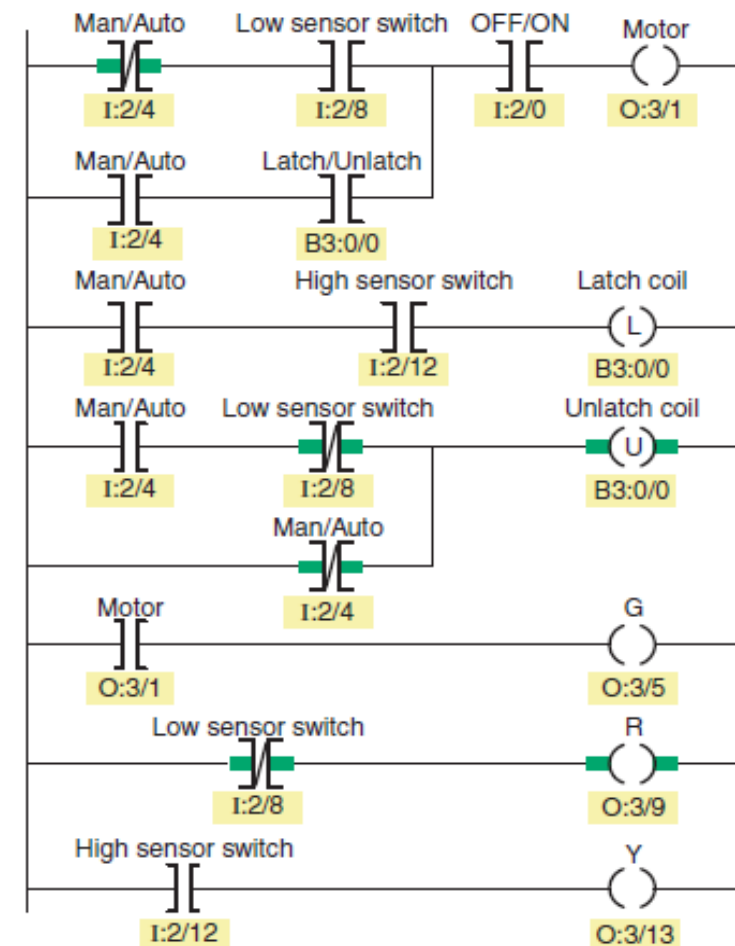 Man/Auto Low sensor switch OFF/ON Motor
I:2/4 I:2/8 I:2/0 O:3/1
Man/Auto Latch/Unlatch
I:2/4 B3:0/0
Man/Auto High sensor switch Latch coil
L
I:2/4 I:2/12 B3:0/0
Man/Auto Low sensor switch Unlatch coil
U
I:2/4 I:2/8 B3:0/0
Man/Auto
I:2/4
Motor G
O:3/1 O:3/5
Low sensor switch R
I:2/8 O:3/9
High sensor switch Y
I:2/12 O:3/13